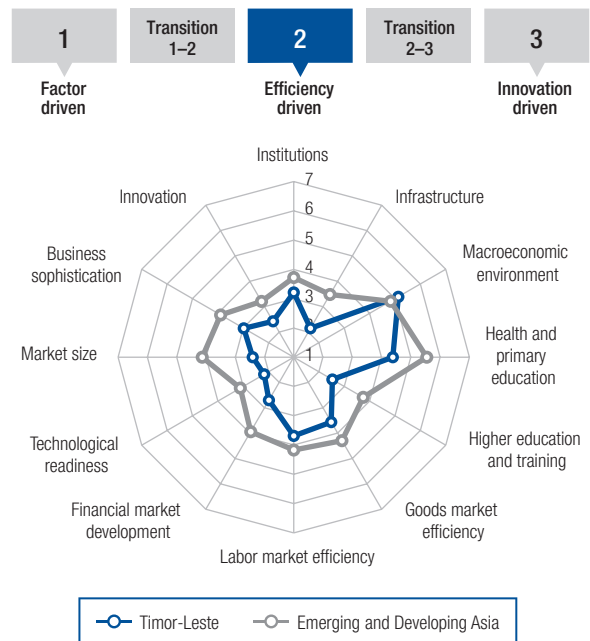 1
Transition
1–2
2
Transition
2–3
3
Factor
driven
Efficiency
driven
Innovation
driven
Institutions
Infrastructure
Macroeconomic
environment
Health and
primary
education
Higher education
and training
Goods market
efficiency
Labor market efficiency
Financial market
development
Technological
readiness
Market size
Business
sophistication
Innovation
7
6
5
4
3
2
1
Timor-Leste
Emerging and Developing Asia